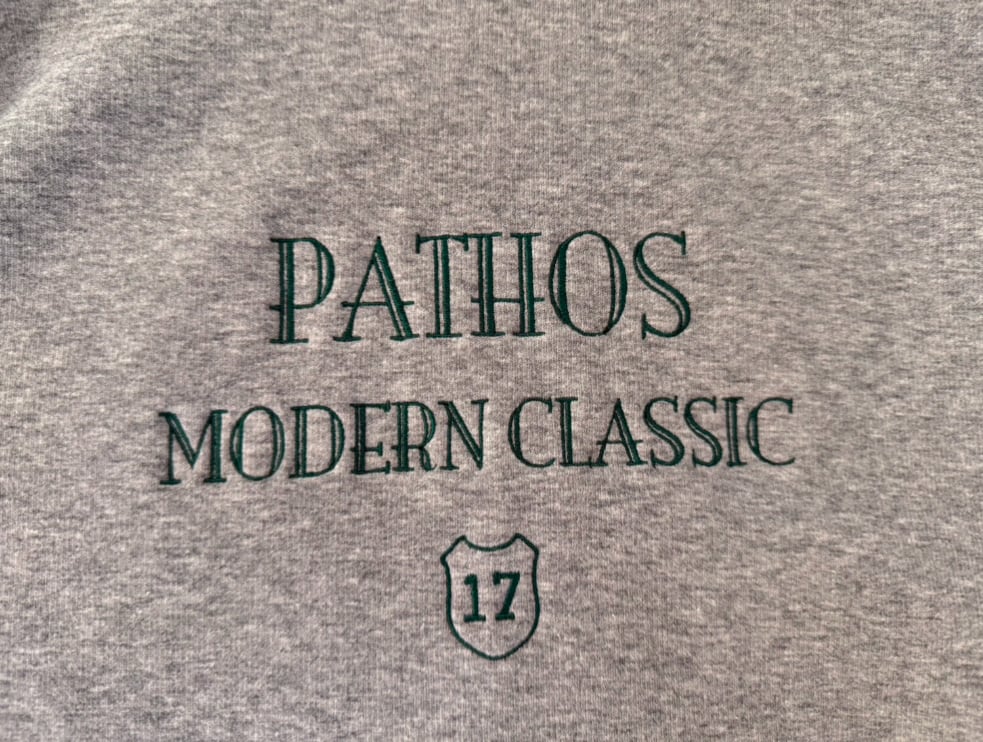 PATHOS
MODERN CLASSIC
17